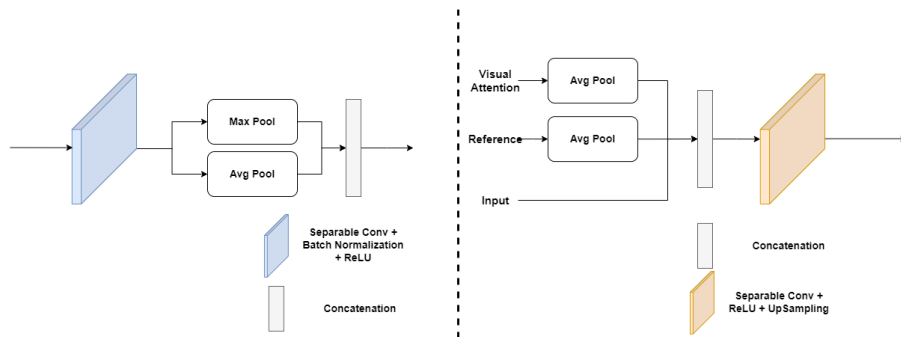 Max Pool
Avg Pool
Separable Conv +
Batch Normalization
+ ReLU
Concatenation
Visual
Attention
Avg Pool
Reference
Avg Pool
Input
Concatenation
Separable Conv +
ReLU + UpSampling